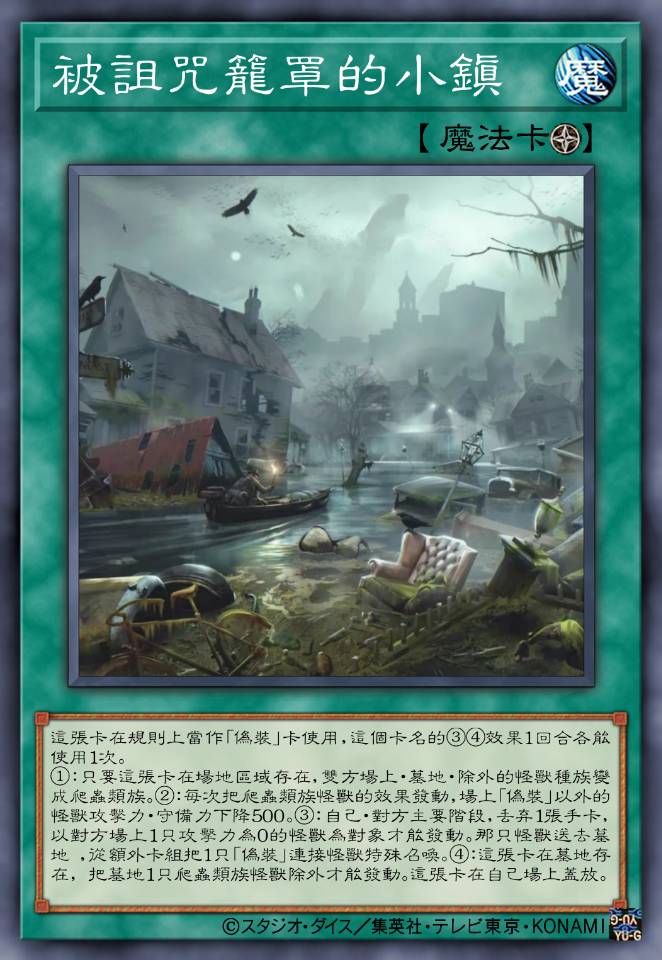 被詛咒籠罩的小鎮
魔
【魔法卡】
這張卡在規則上當作「偽裝」卡使用,這個卡名的③④效果1回合各能
使用1次。
①:只要這張卡在場地區域存在,雙方場上·墓地·除外的怪獸種族變
成爬蟲類族。②:每次把爬蟲類族怪獸的效果發動,場上「偽裝」以外的
怪獸攻擊力·守備力下降500。③:自己·對方主要階段,丟弃1張手卡,
以對方場上1只攻擊力為0的怪獸為對象才能發動。那只怪獸送去墓
地 ,從額外卡組把1只「偽裝」連接怪獸特殊召喚。④:這張卡在墓地存
在, 把墓地1只爬蟲類族怪獸除外才能發動。這張卡在自己場上蓋放。
©スタジオ·ダイス/集英社·テレビ東京·KONAMI
YU-G
YU-G